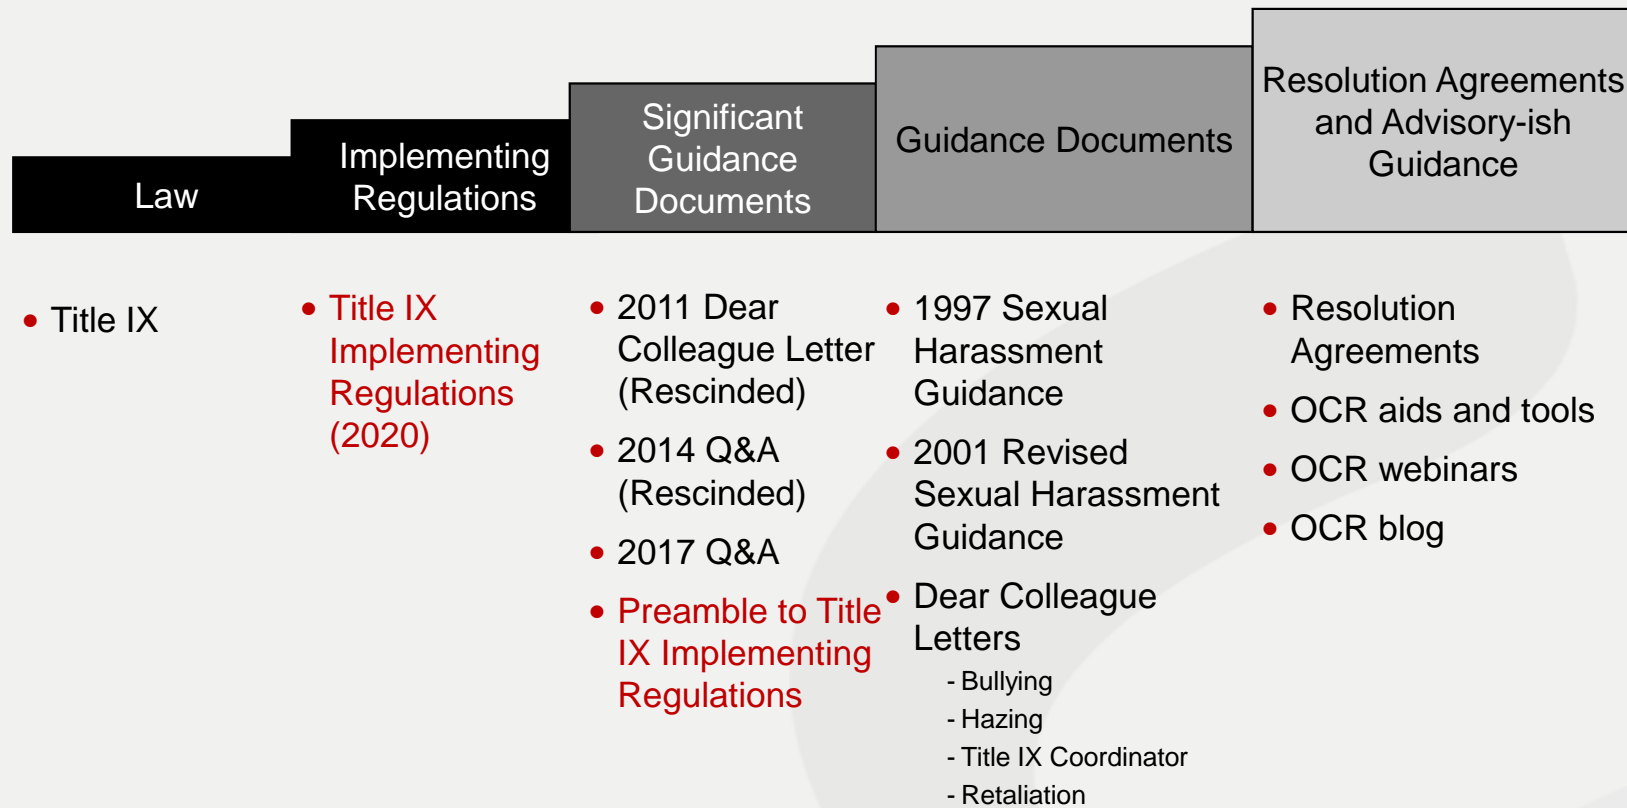 Law
Implementing
Regulations
Significant
Guidance
Documents
Guidance Documents
Resolution Agreements
and Advisory-ish
Guidance
• Title IX
• Title IX
Implementing
Regulations
(2020)
• 2011 Dear
Colleague Letter
(Rescinded)
• 2014 Q&A
(Rescinded)
• 2017 Q&A
• Preamble to Title
IX Implementing
Regulations
• 1997 Sexual
Harassment
Guidance
• 2001 Revised
Sexual Harassment
Guidance
• Dear Colleague
Letters
- Bullying
- Hazing
- Title IX Coordinator
- Retaliation
• Resolution
Agreements
• OCR aids and tools
• OCR webinars
• OCR blog